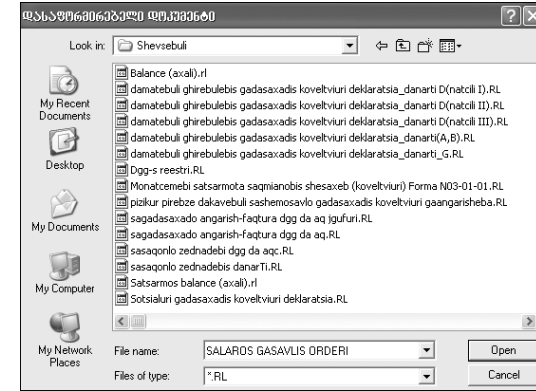 დასაფორმირებელი დოკუმენტი
Look in: Shevsebuli
My Recent Documents
Desktop
My Documents
My Computer
My Network Places
Balance (axali).rl
damatebuli ghirebulebis gadasaxadis koveltviuri deklaratsia_danarti D(natcili I).RL
damatebuli ghirebulebis gadasaxadis koveltviuri deklaratsia_danarti D(natcili II).RL
damatebuli ghirebulebis gadasaxadis koveltviuri deklaratsia_danarti D(natcili III).RL
damatebuli ghirebulebis gadasaxadis koveltviuri deklaratsia_danarti(A,B).RL
damatebuli ghirebulebis gadasaxadis koveltviuri deklaratsia_danarti_G.RL
Dgg-s reestri.RL
Monatcemebi satsarmota saqmianobis shesaxeb (koveltviuri) Forma N03-01-01.RL
pizikur pirebze dakavebuli sashemosavlo gadasaxadis koveltviuri gaangarisheba.RL
sagadasaxado angarish-faqtura dgg da aq jgufuri.RL
sagadasaxado angarish-faqtura dgg da aq.RL
sasaqonlo zednadebi dgg da aqc.RL
sasaqonlo zednadebis danarTi.RL
Satsarmos balance (axali).rl
Sotsialuri gadasaxadis koveltviuri deklaratsia.RL
File name: SALAROS GASAVLIS ORDERI Open
Files of type: *.RL Cancel